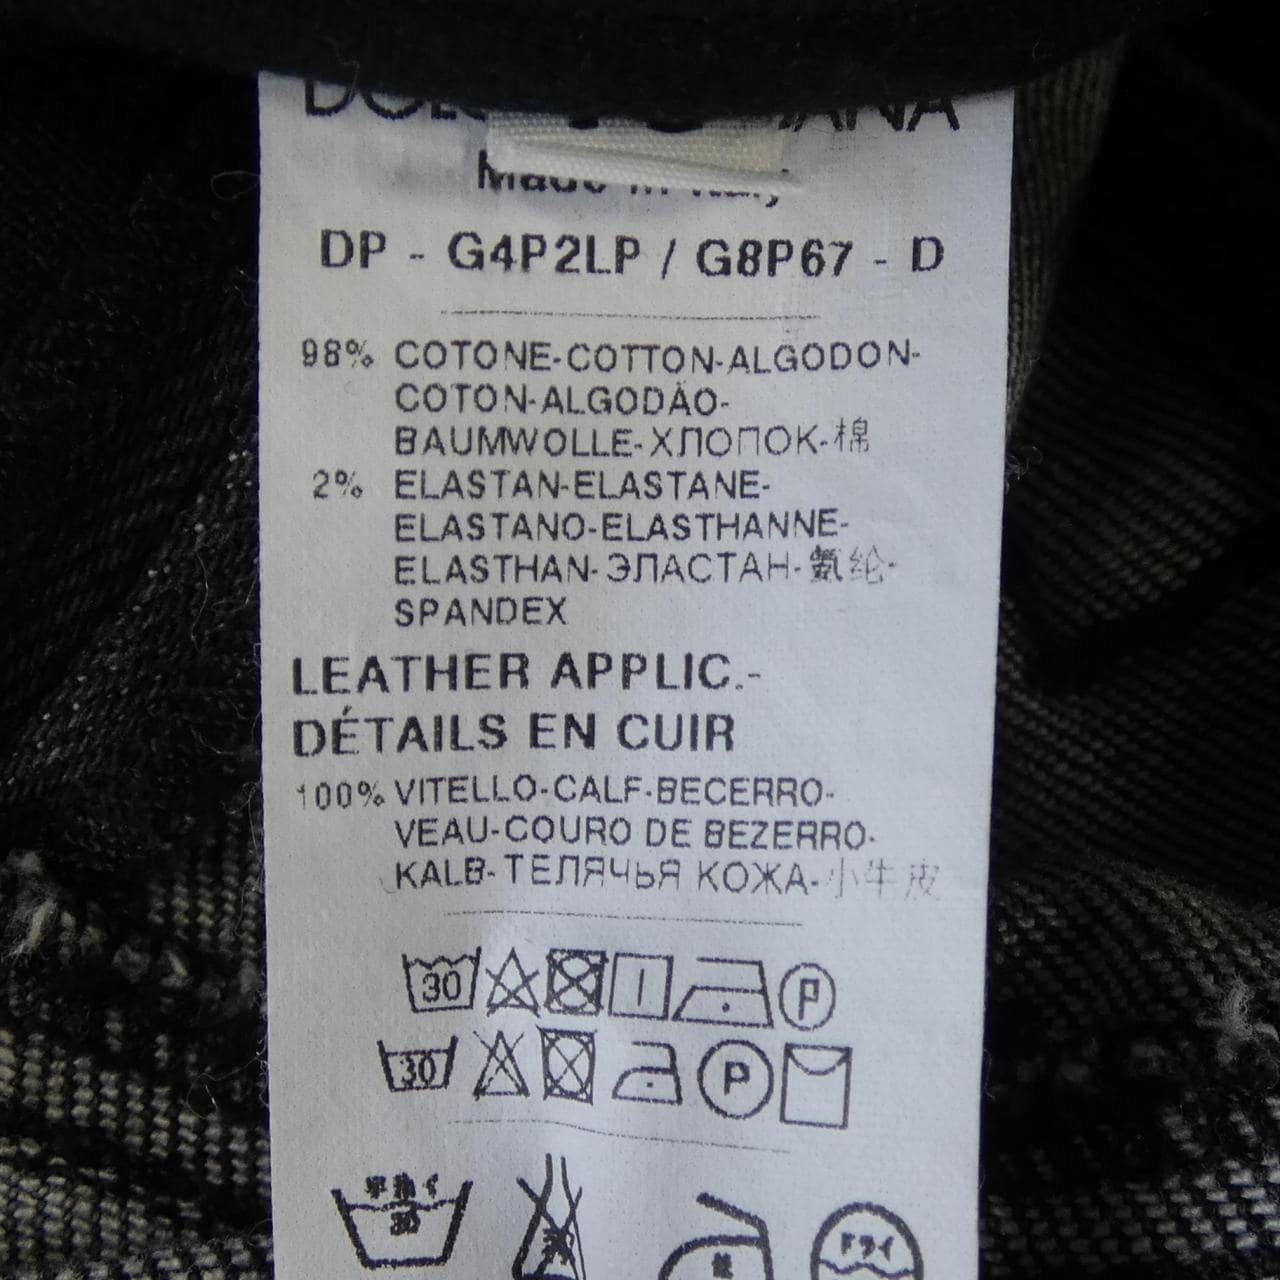 Made in Italy
DP - G4P2LP / G8P67 - D
98% COTONE-COTTON-ALGODON-
COTON-ALGODÃO-
BAUMWOLLE-ХЛОПОК-棉
2% ELASTAN-ELASTANE-
ELASTANO-ELASTHANNE-
ELASTHAN-ЭЛАСТАН-氨纶-
SPANDEX
LEATHER APPLIC.-
DÉTAILS EN CUIR
100% VITELLO-CALF-BECERRO-
VEAU-COURO DE BEZERRO-
KALB-ТЕЛЯЧЬЯ КОЖА-小牛皮
30 P
30 P
30 ドライ